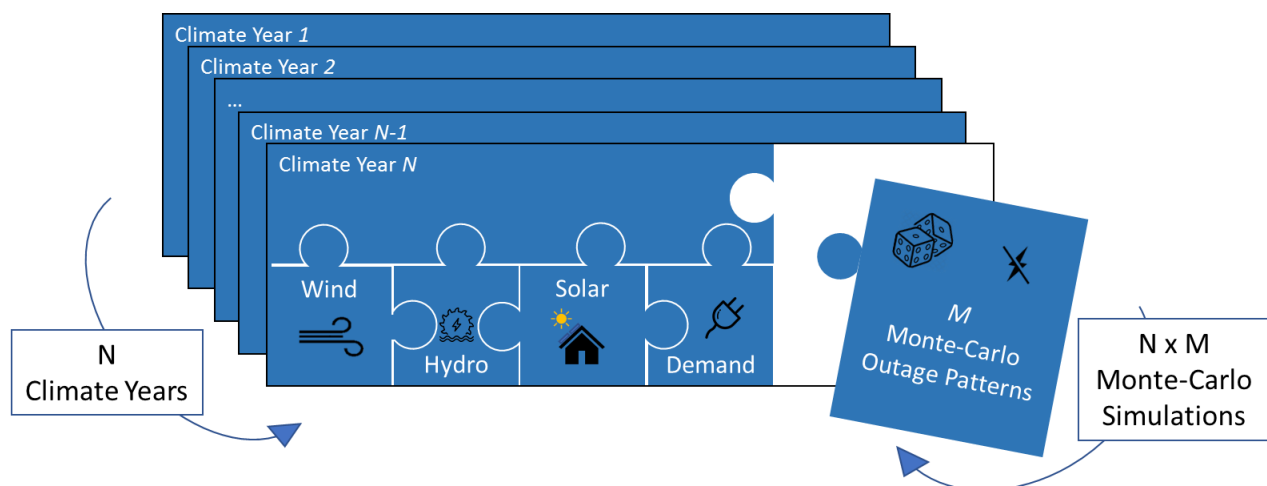 Climate Year 1
Climate Year 2
...
Climate Year N-1
Climate Year N
Wind
Hydro
Solar
Demand
M
Monte-Carlo
Outage Patterns
N
Climate Years
N x M
Monte-Carlo
Simulations